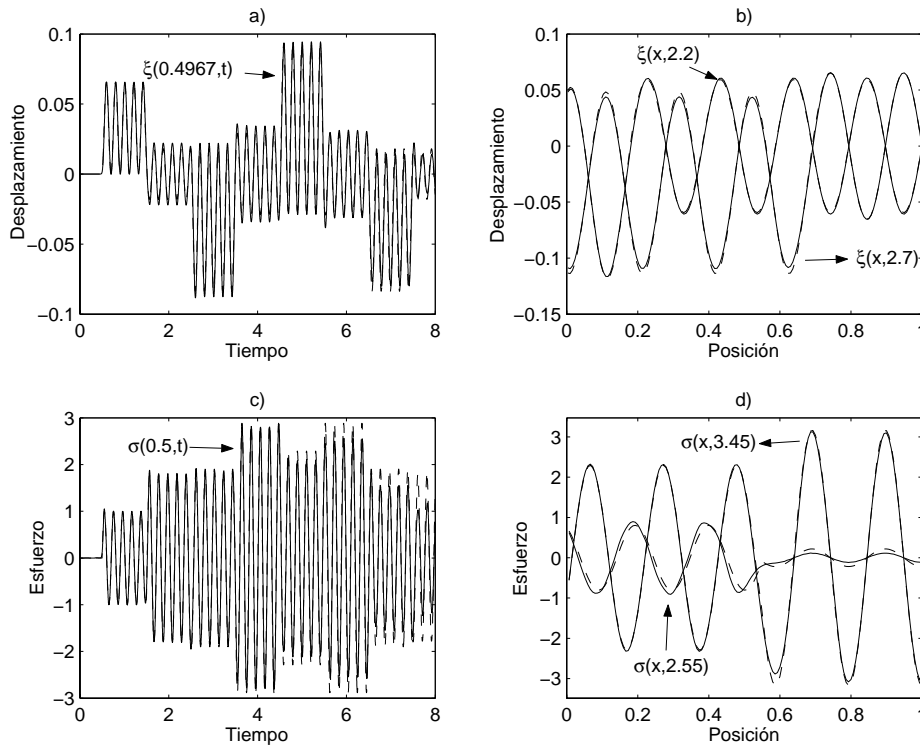 a)
0.1
0.05
0
−0.05
−0.1
Desplazamiento
ξ(0.4967,t)
0 2 4 6 8
Tiempo
b)
0.1
0.05
0
−0.05
−0.1
−0.15
Desplazamiento
ξ(x,2.2)
ξ(x,2.7)
0 0.2 0.4 0.6 0.8 1
Posición
c)
3
2
1
0
−1
−2
−3
Esfuerzo
σ(0.5,t)
0 2 4 6 8
Tiempo
d)
3
2
1
0
−1
−2
−3
Esfuerzo
σ(x,3.45)
σ(x,2.55)
0 0.2 0.4 0.6 0.8 1
Posición